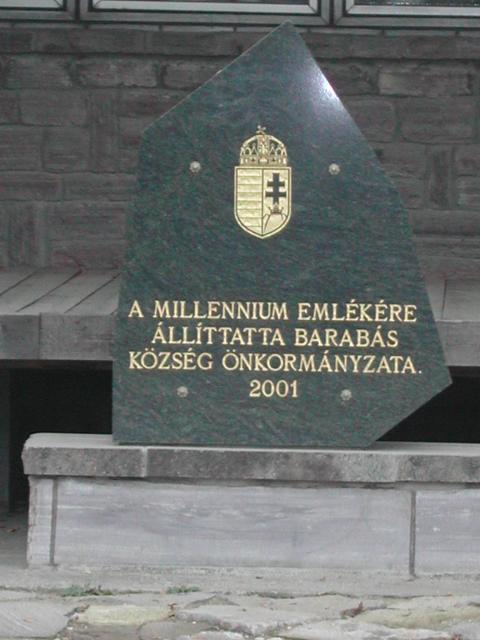 A MILLENNIUM EMLÉKÉRE
ÁLLÍTTATTA BARABÁS
KÖZSÉG ÖNKORMÁNYZATA.
2001